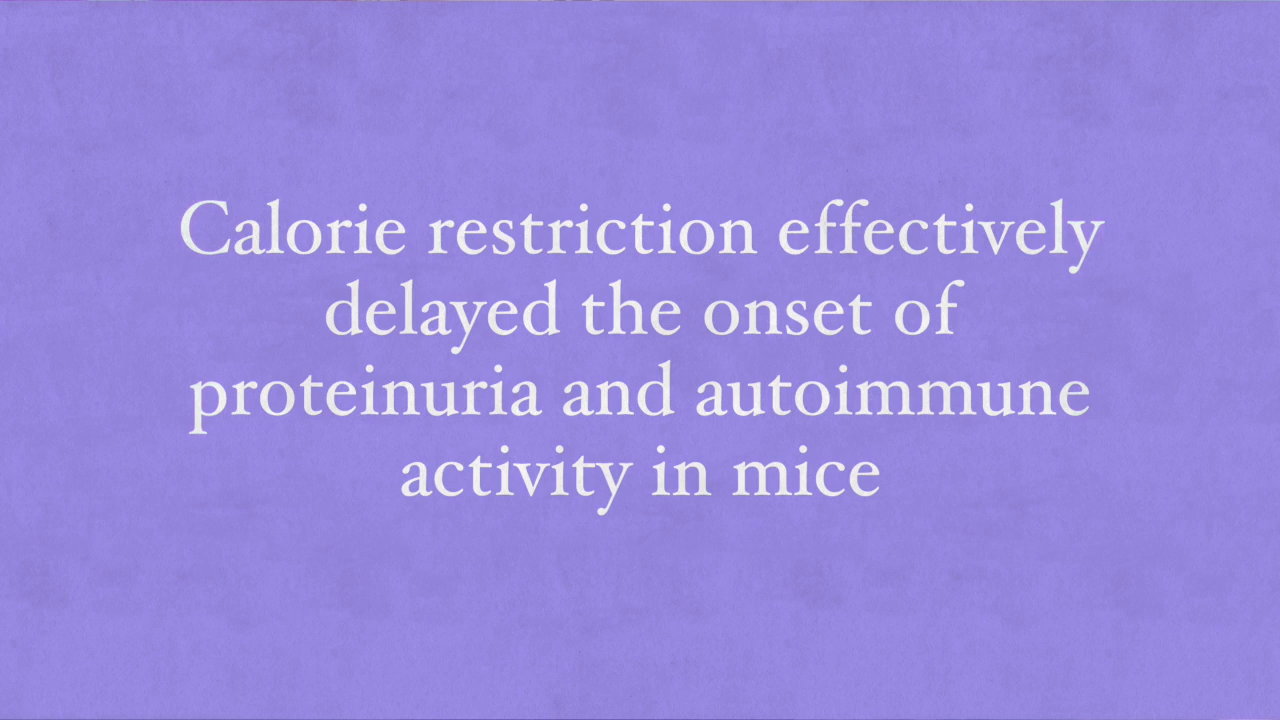 Calorie restriction effectively
delayed the onset of
proteinuria and autoimmune
activity in mice